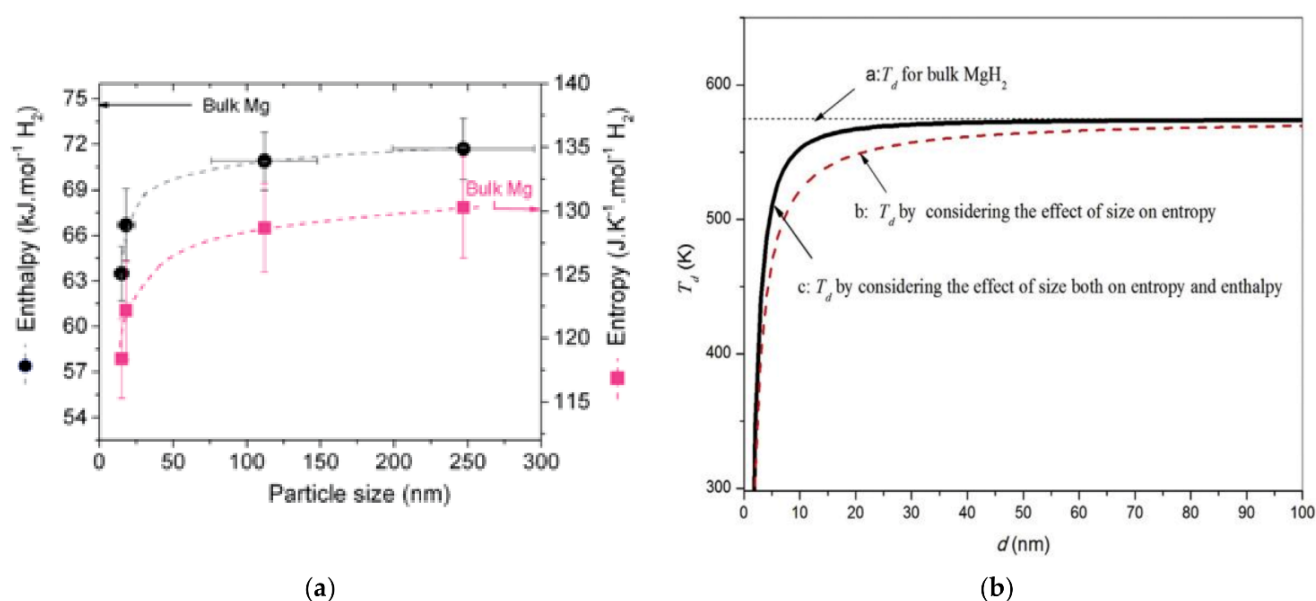 Enthalpy (kJ.mol⁻¹ H₂)
75
72
69
66
63
60
57
54
Bulk Mg
Bulk Mg
140
135
130
125
120
115
Entropy (J.K⁻¹.mol⁻¹ H₂)
0 50 100 150 200 250 300
Particle size (nm)
(a)
T_d (K)
600
500
400
300
a: T_d for bulk MgH₂
b: T_d by considering the effect of size on entropy
c: T_d by considering the effect of size both on entropy and enthalpy
0 10 20 30 40 50 60 70 80 90 100
d (nm)
(b)